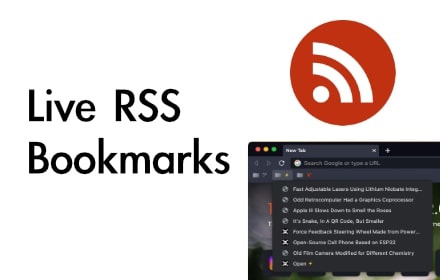 Live RSS
Bookmarks
New Tab
Search Google or type a URL
Fast Adjustable Lasers Using Lithium Niobate Integ...
Odd Retrocomputer Had a Graphics Coprocessor
Apple III Slows Down to Smell the Roses
It's Snake, In A QR Code, But Smaller
Force Feedback Steering Wheel Made from Power...
Open-Source Cell Phone Based on ESP32
Old Film Camera Modified for Different Chemistry
Open